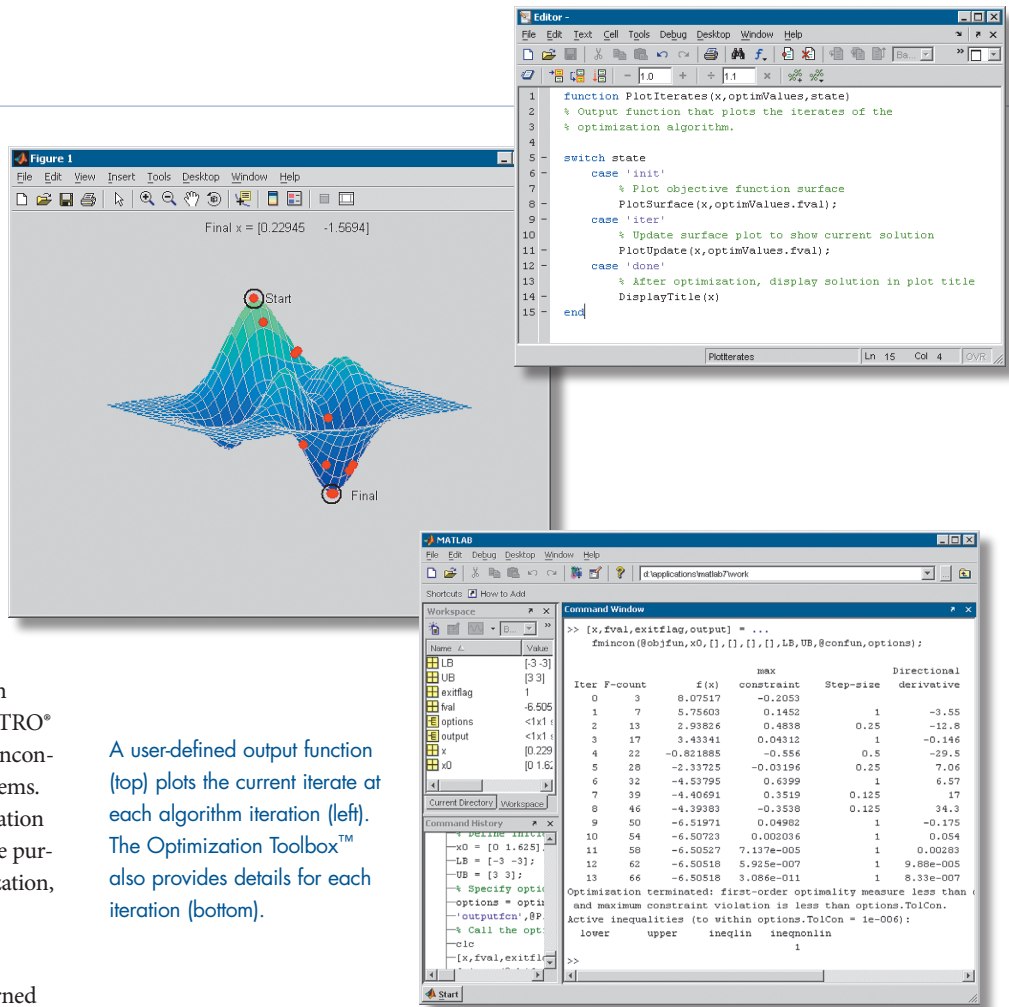 Editor -
File Edit Text Cell Tools Debug Desktop Window Help
Ba...
1.0
1.1
1 function PlotIterates(x,optimValues,state)
2 % Output function that plots the iterates of the
3 % optimization algorithm.
4
5 - switch state
6 - case 'init'
7 % Plot objective function surface
8 - PlotSurface(x,optimValues.fval);
9 - case 'iter'
10 % Update surface plot to show current solution
11 - PlotUpdate(x,optimValues.fval);
12 - case 'done'
13 % After optimization, display solution in plot title
14 - DisplayTitle(x)
15 - end
PlotIterates Ln 15 Col 4 OVR
Figure 1
File Edit View Insert Tools Desktop Window Help
Final x = [0.22945 -1.5694]
Start
Final
MATLAB
File Edit Debug Desktop Window Help
d:\applications\matlab7\work
Shortcuts How to Add
Workspace
B...
Name Value
LB [-3 -3]
UB [3 3]
exitflag 1
fval -6.505
options <1x1 s
output <1x1 s
x [0.229
x0 [0 1.62
Current Directory Workspace
Command History
x0 = [0 1.625]
LB = [-3 -3];
UB = [3 3];
% Specify optio
options = optim
'outputfcn',@P
% Call the opt
clc
[x,fval,exitfl
Start
Command Window
>> [x,fval,exitflag,output] = ...
fmincon(@objfun,x0,[],[],[],[],LB,UB,@confun,options);
max Directional
Iter F-count f(x) constraint Step-size derivative
0 3 8.07517 -0.2053
1 7 5.75603 0.1452 1 -3.55
2 13 2.93826 0.4838 0.25 -12.8
3 17 3.43341 0.04312 1 -0.146
4 22 -0.821885 -0.556 0.5 -29.5
5 28 -2.33725 -0.03196 0.25 7.06
6 32 -4.53795 0.6399 1 6.57
7 39 -4.40691 0.3519 0.125 17
8 46 -4.39383 -0.3538 0.125 34.3
9 50 -6.51971 0.04982 1 -0.175
10 54 -6.50723 0.002036 1 0.054
11 58 -6.50527 7.137e-005 1 0.00283
12 62 -6.50518 5.925e-007 1 9.88e-005
13 66 -6.50518 3.086e-011 1 8.33e-007
Optimization terminated: first-order optimality measure less than
and maximum constraint violation is less than options.TolCon.
Active inequalities (to within options.TolCon = 1e-006):
lower upper ineqlin ineqnonlin
1
>>
A user-defined output function
(top) plots the current iterate at
each algorithm iteration (left).
The Optimization Toolbox™
also provides details for each
iteration (bottom).
n
TRO®
incon-
ems.
ation
e pur-
zation,
rned